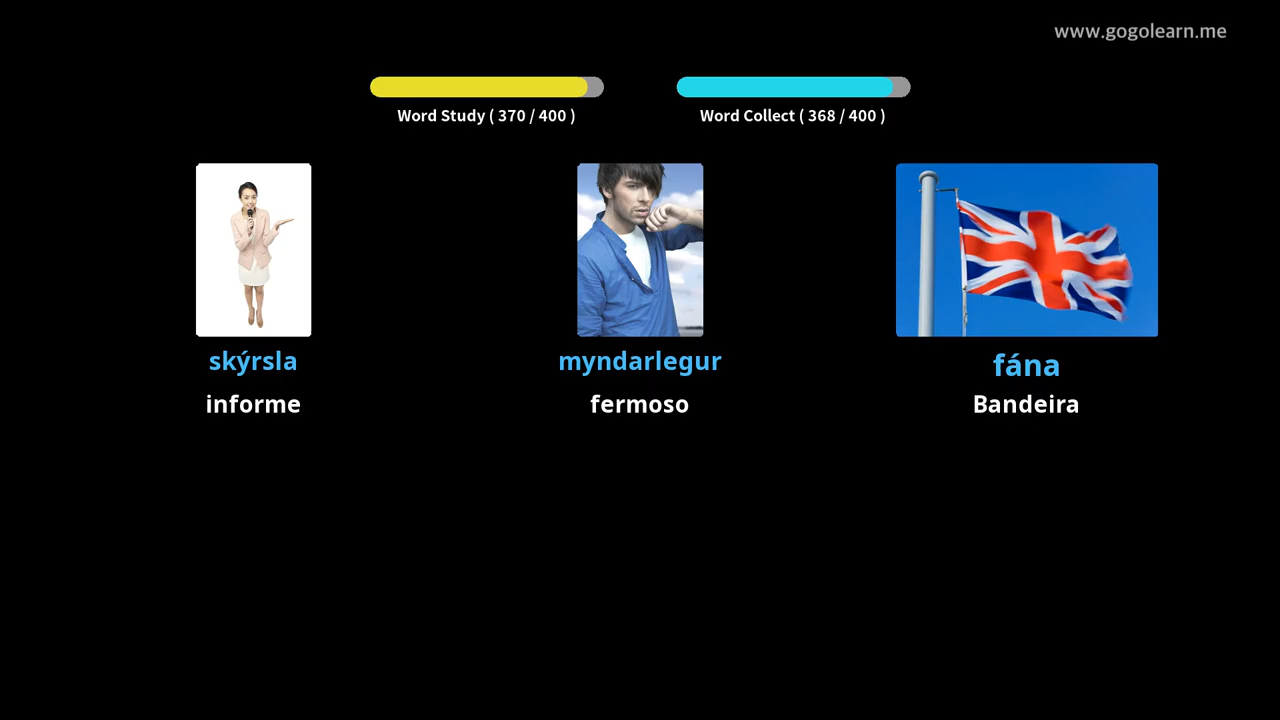 www.gogolearn.me
Word Study ( 370 / 400 )
Word Collect ( 368 / 400 )
skýrsla
informe
myndarlegur
fermoso
fána
Bandeira